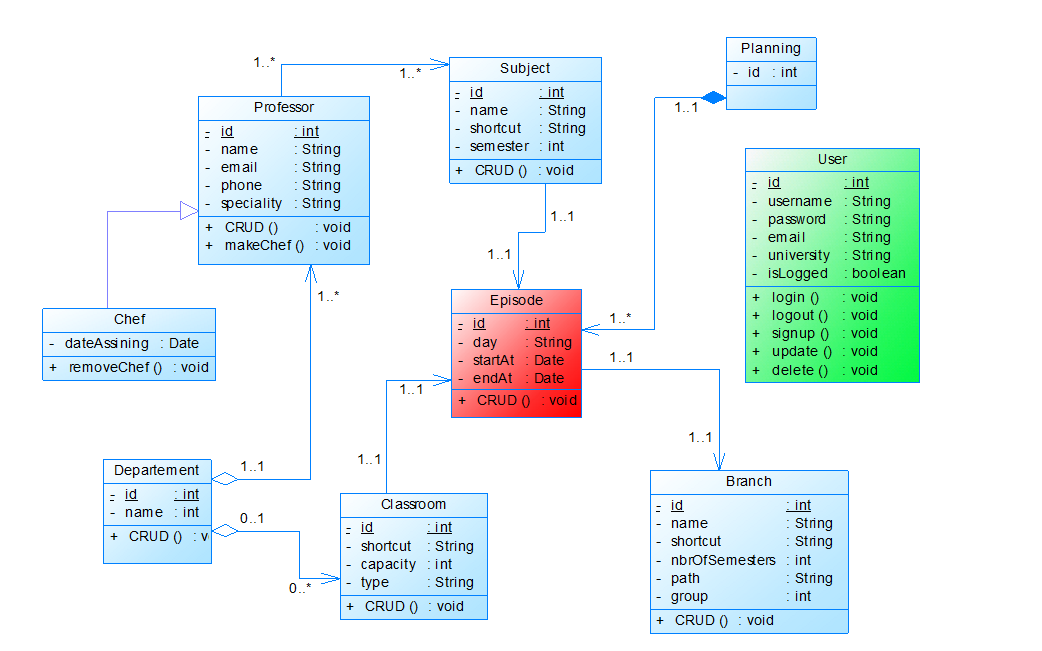 Planning
- id : int
1..1
1..*
1..*
Subject
- id : int
- name : String
- shortcut : String
- semester : int
+ CRUD () : void
Professor
- id : int
- name : String
- email : String
- phone : String
- speciality : String
+ CRUD () : void
+ makeChef () : void
User
- id : int
- username : String
- password : String
- email : String
- university : String
- isLogged : boolean
+ login () : void
+ logout () : void
+ signup () : void
+ update () : void
+ delete () : void
1..1
1..1
1..*
Chef
- dateAssining : Date
+ removeChef () : void
Episode
- id : int
- day : String
- startAt : Date
- endAt : Date
+ CRUD () : void
1..*
1..1
1..1
1..1
1..1
Departement
- id : int
- name : int
+ CRUD () : v
1..1
0..1
0..*
Classroom
- id : int
- shortcut : String
- capacity : int
- type : String
+ CRUD () : void
Branch
- id : int
- name : String
- shortcut : String
- nbrOfSemesters : int
- path : String
- group : int
+ CRUD () : void